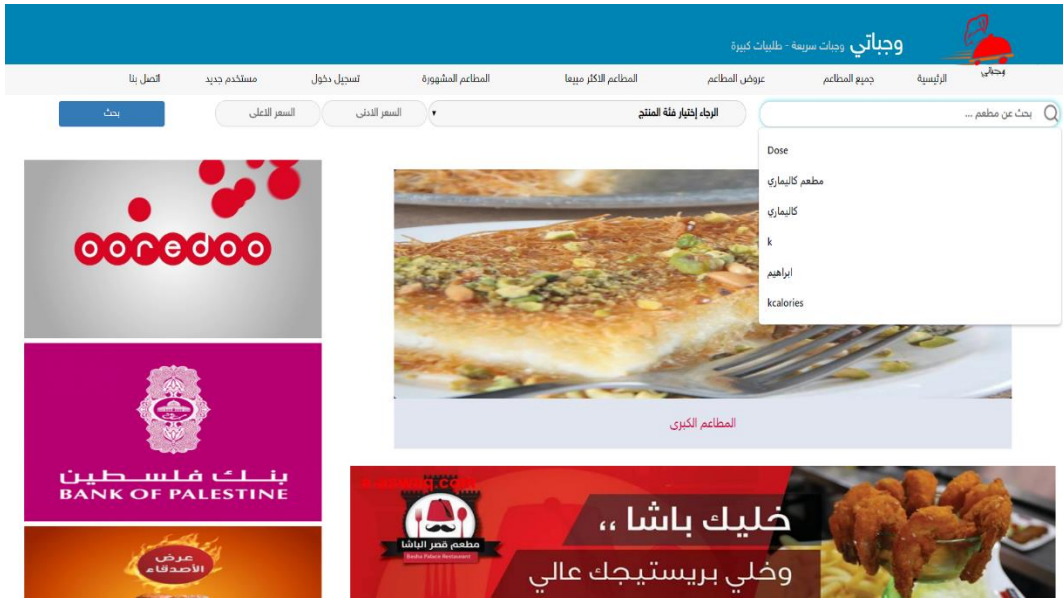 وجباتي وجبات سريعة - طلبيات كبيرة
وجباتي
الرئيسية
جميع المطاعم
عروض المطاعم
المطاعم الاكثر مبيعا
المطاعم المشهورة
تسجيل دخول
مستخدم جديد
اتصل بنا
بحث عن مطعم ...
الرجاء إختيار فئة المنتج
السعر الادنى
السعر الاعلى
بحث
Dose
مطعم كاليماري
كاليماري
k
ابراهيم
kcalories
المطاعم الكبرى
ooredoo
بنك فلسطين
BANK OF PALESTINE
عرض
الأصدقاء
مطعم قصر الباشا
Basha Palace Restaurant
خليك باشا ،،
وخلي بريستيجك عالي